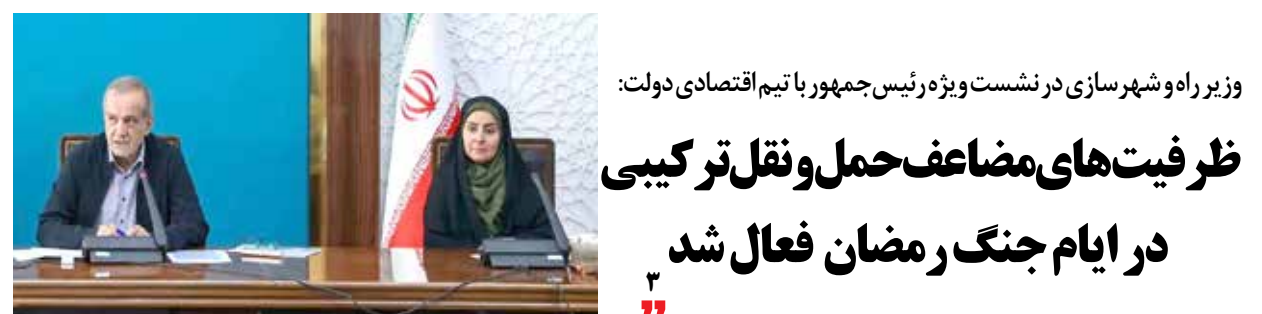 وزیر راه و شهرسازی در نشست ویژه رئیس‌جمهور با تیم اقتصادی دولت:
ظرفیت‌های مضاعف حمل و نقل ترکیبی
در ایام جنگ رمضان فعال شد
۳